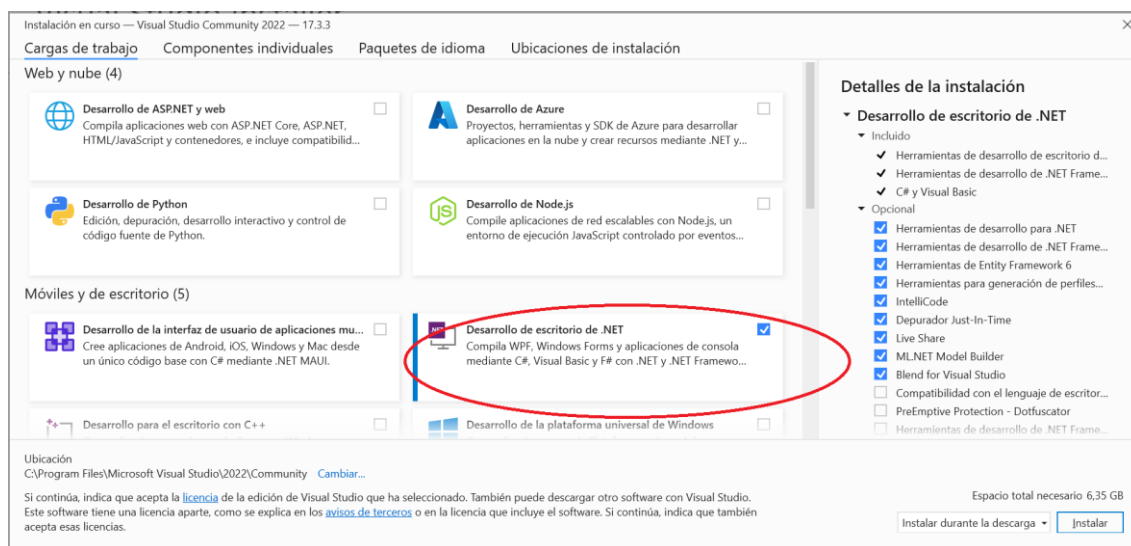 Instalación en curso — Visual Studio Community 2022 — 17.3.3
Cargas de trabajo Componentes individuales Paquetes de idioma Ubicaciones de instalación
Web y nube (4)
Desarrollo de ASP.NET y web
Compila aplicaciones web con ASP.NET Core, ASP.NET,
HTML/JavaScript y contenedores, e incluye compatibilid...
Desarrollo de Azure
Proyectos, herramientas y SDK de Azure para desarrollar
aplicaciones en la nube y crear recursos mediante .NET y...
Desarrollo de Python
Edición, depuración, desarrollo interactivo y control de
código fuente de Python.
Desarrollo de Node.js
Compile aplicaciones de red escalables con Node.js, un
entorno de ejecución JavaScript controlado por eventos...
Móviles y de escritorio (5)
Desarrollo de la interfaz de usuario de aplicaciones mu...
Cree aplicaciones de Android, iOS, Windows y Mac desde
un único código base con C# mediante .NET MAUI.
Desarrollo de escritorio de .NET
Compila WPF, Windows Forms y aplicaciones de consola
mediante C#, Visual Basic y F# con .NET y .NET Framewo...
Desarrollo para el escritorio con C++
Desarrollo de la plataforma universal de Windows
Detalles de la instalación
Desarrollo de escritorio de .NET
Incluido
Herramientas de desarrollo de escritorio d...
Herramientas de desarrollo de .NET Frame...
C# y Visual Basic
Opcional
Herramientas de desarrollo para .NET
Herramientas de desarrollo de .NET Frame...
Herramientas de Entity Framework 6
Herramientas para generación de perfiles...
IntelliCode
Depurador Just-In-Time
Live Share
ML.NET Model Builder
Blend for Visual Studio
Compatibilidad con el lenguaje de escritor...
PreEmptive Protection - Dotfuscator
Herramientas de desarrollo de .NET Frame...
Ubicación
C:\Program Files\Microsoft Visual Studio\2022\Community Cambiar...
Si continúa, indica que acepta la licencia de la edición de Visual Studio que ha seleccionado. También puede descargar otro software con Visual Studio.
Este software tiene una licencia aparte, como se explica en los avisos de terceros o en la licencia que incluye el software. Si continúa, indica que también
acepta esas licencias.
Espacio total necesario 6,35 GB
Instalar durante la descarga
Instalar